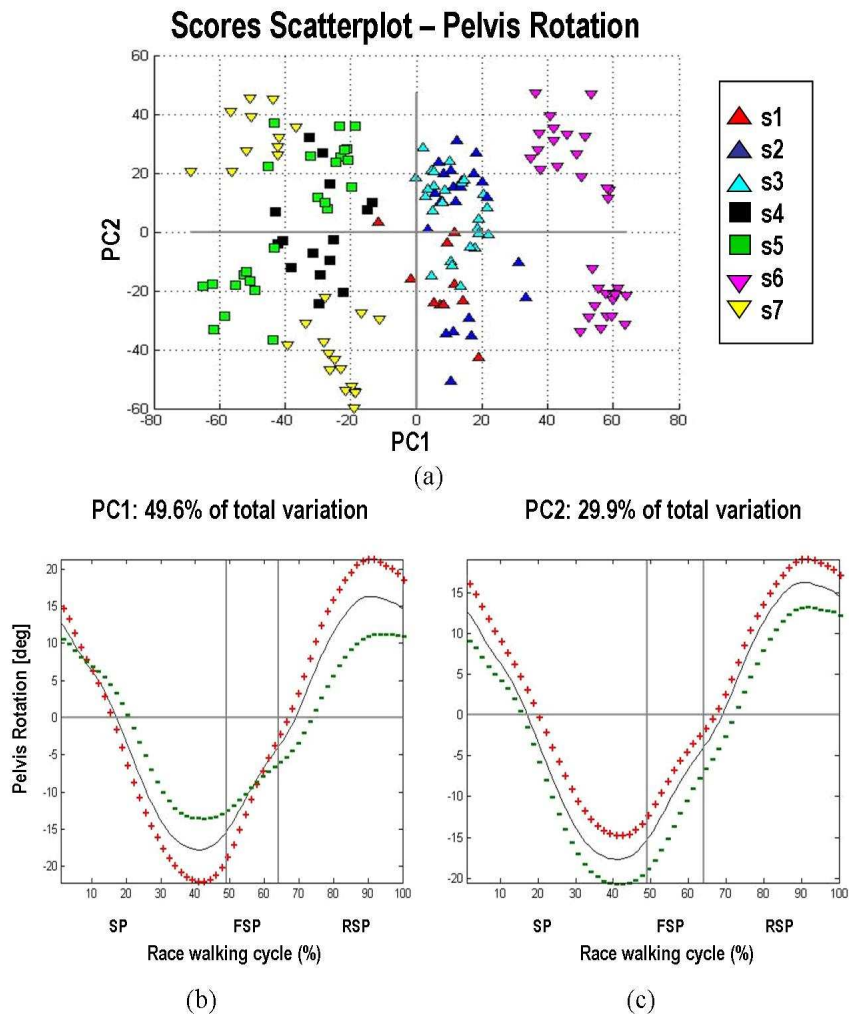 Scores Scatterplot – Pelvis Rotation
60
40
20
0
-20
-40
-60
PC2
-80 -60 -40 -20 0 20 40 60 80
PC1
s1
s2
s3
s4
s5
s6
s7
(a)
PC1: 49.6% of total variation
PC2: 29.9% of total variation
Pelvis Rotation [deg]
20
15
10
5
0
-5
-10
-15
-20
10 20 30 40 50 60 70 80 90 100
SP FSP RSP
Race walking cycle (%)
(b)
15
10
5
0
-5
-10
-15
-20
10 20 30 40 50 60 70 80 90 100
SP FSP RSP
Race walking cycle (%)
(c)